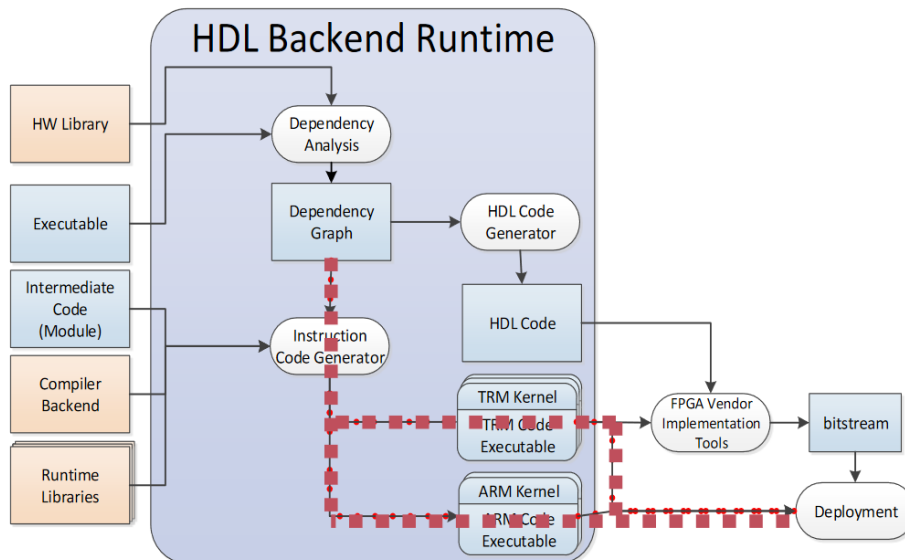 HDL Backend Runtime
HW Library
Dependency
Analysis
Executable
Dependency
Graph
HDL Code
Generator
Intermediate
Code
(Module)
Instruction
Code Generator
HDL Code
Compiler
Backend
TRM Kernel
TRM Code
Executable
FPGA Vendor
Implementation
Tools
bitstream
Runtime
Libraries
ARM Kernel
ARM Code
Executable
Deployment